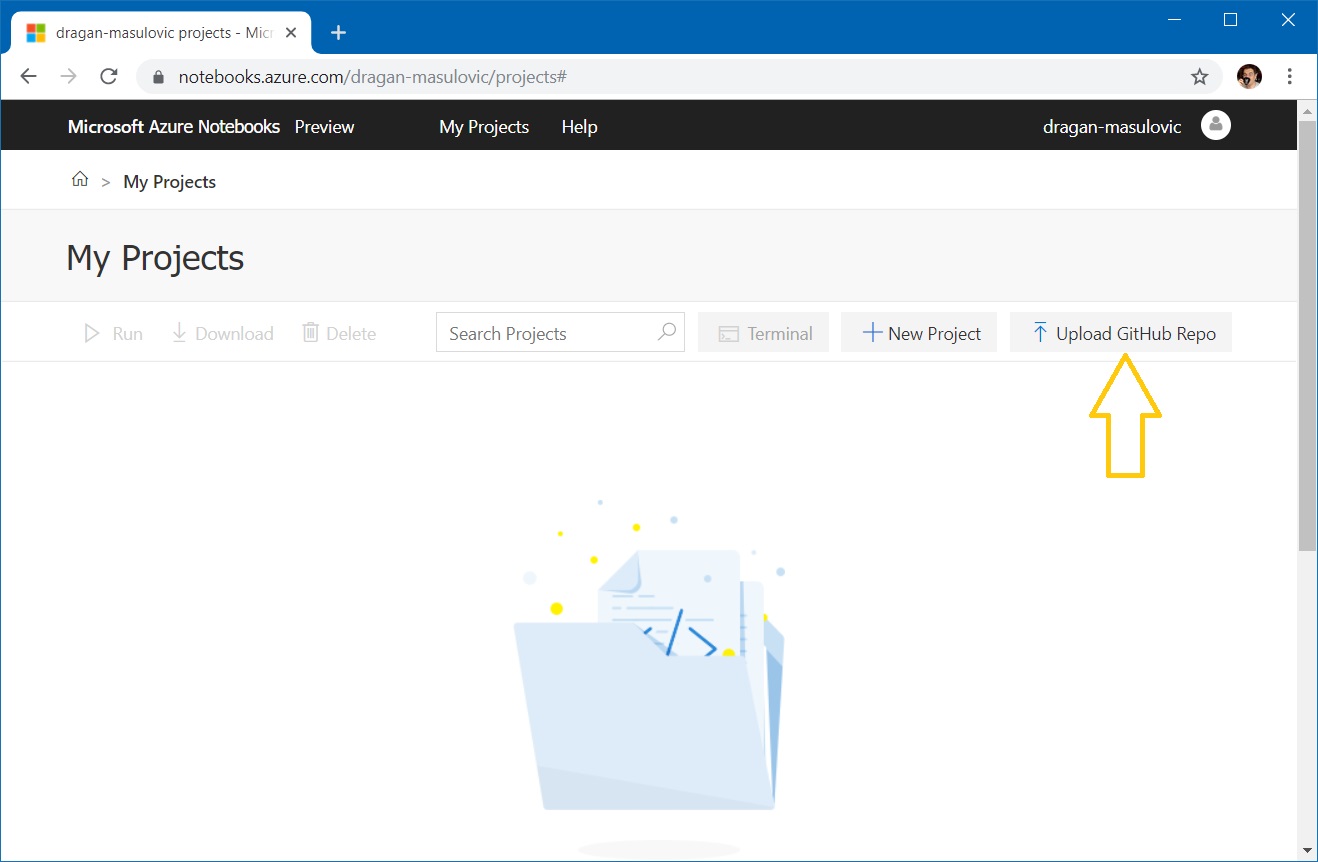 dragan-masulovic projects - Mic
notebooks.azure.com/dragan-masulovic/projects#
Microsoft Azure Notebooks Preview My Projects Help dragan-masulovic
> My Projects
My Projects
Run Download Delete Search Projects Terminal New Project Upload GitHub Repo